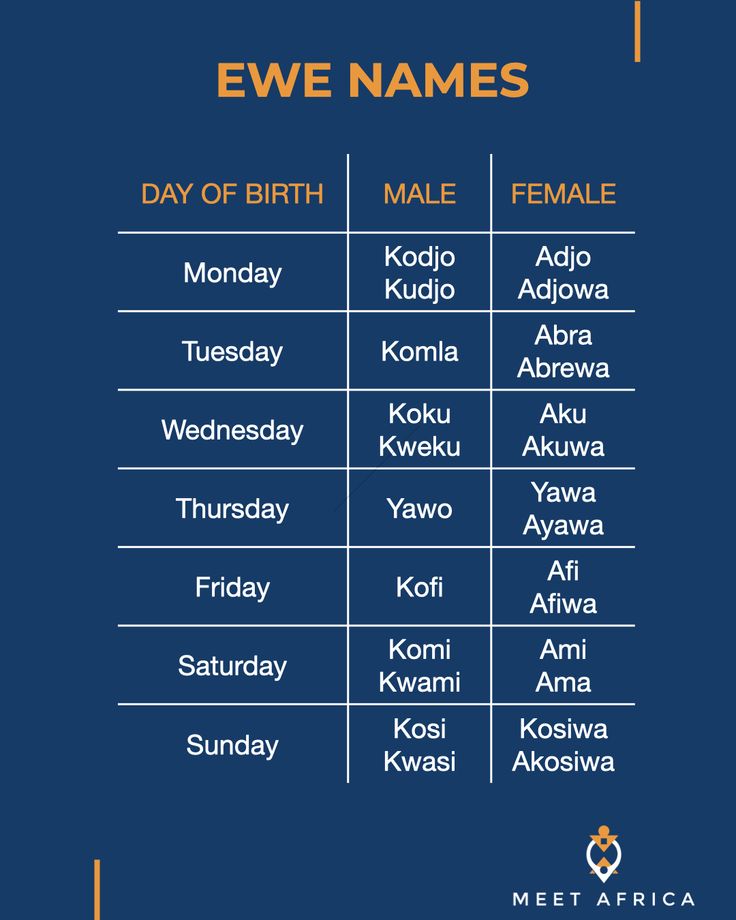 EWE NAMES
DAY OF BIRTH MALE FEMALE
Monday
Kodjo
Kudjo
Adjo
Adjowa
Tuesday
Komla
Abra
Abrewa
Wednesday
Koku
Kweku
Aku
Akuwa
Thursday
Yawo
Yawa
Ayawa
Friday
Kofi
Afi
Afiwa
Saturday
Komi
Kwami
Ami
Ama
Sunday
Kosi
Kwasi
Kosiwa
Akosiwa
MEET AFRICA